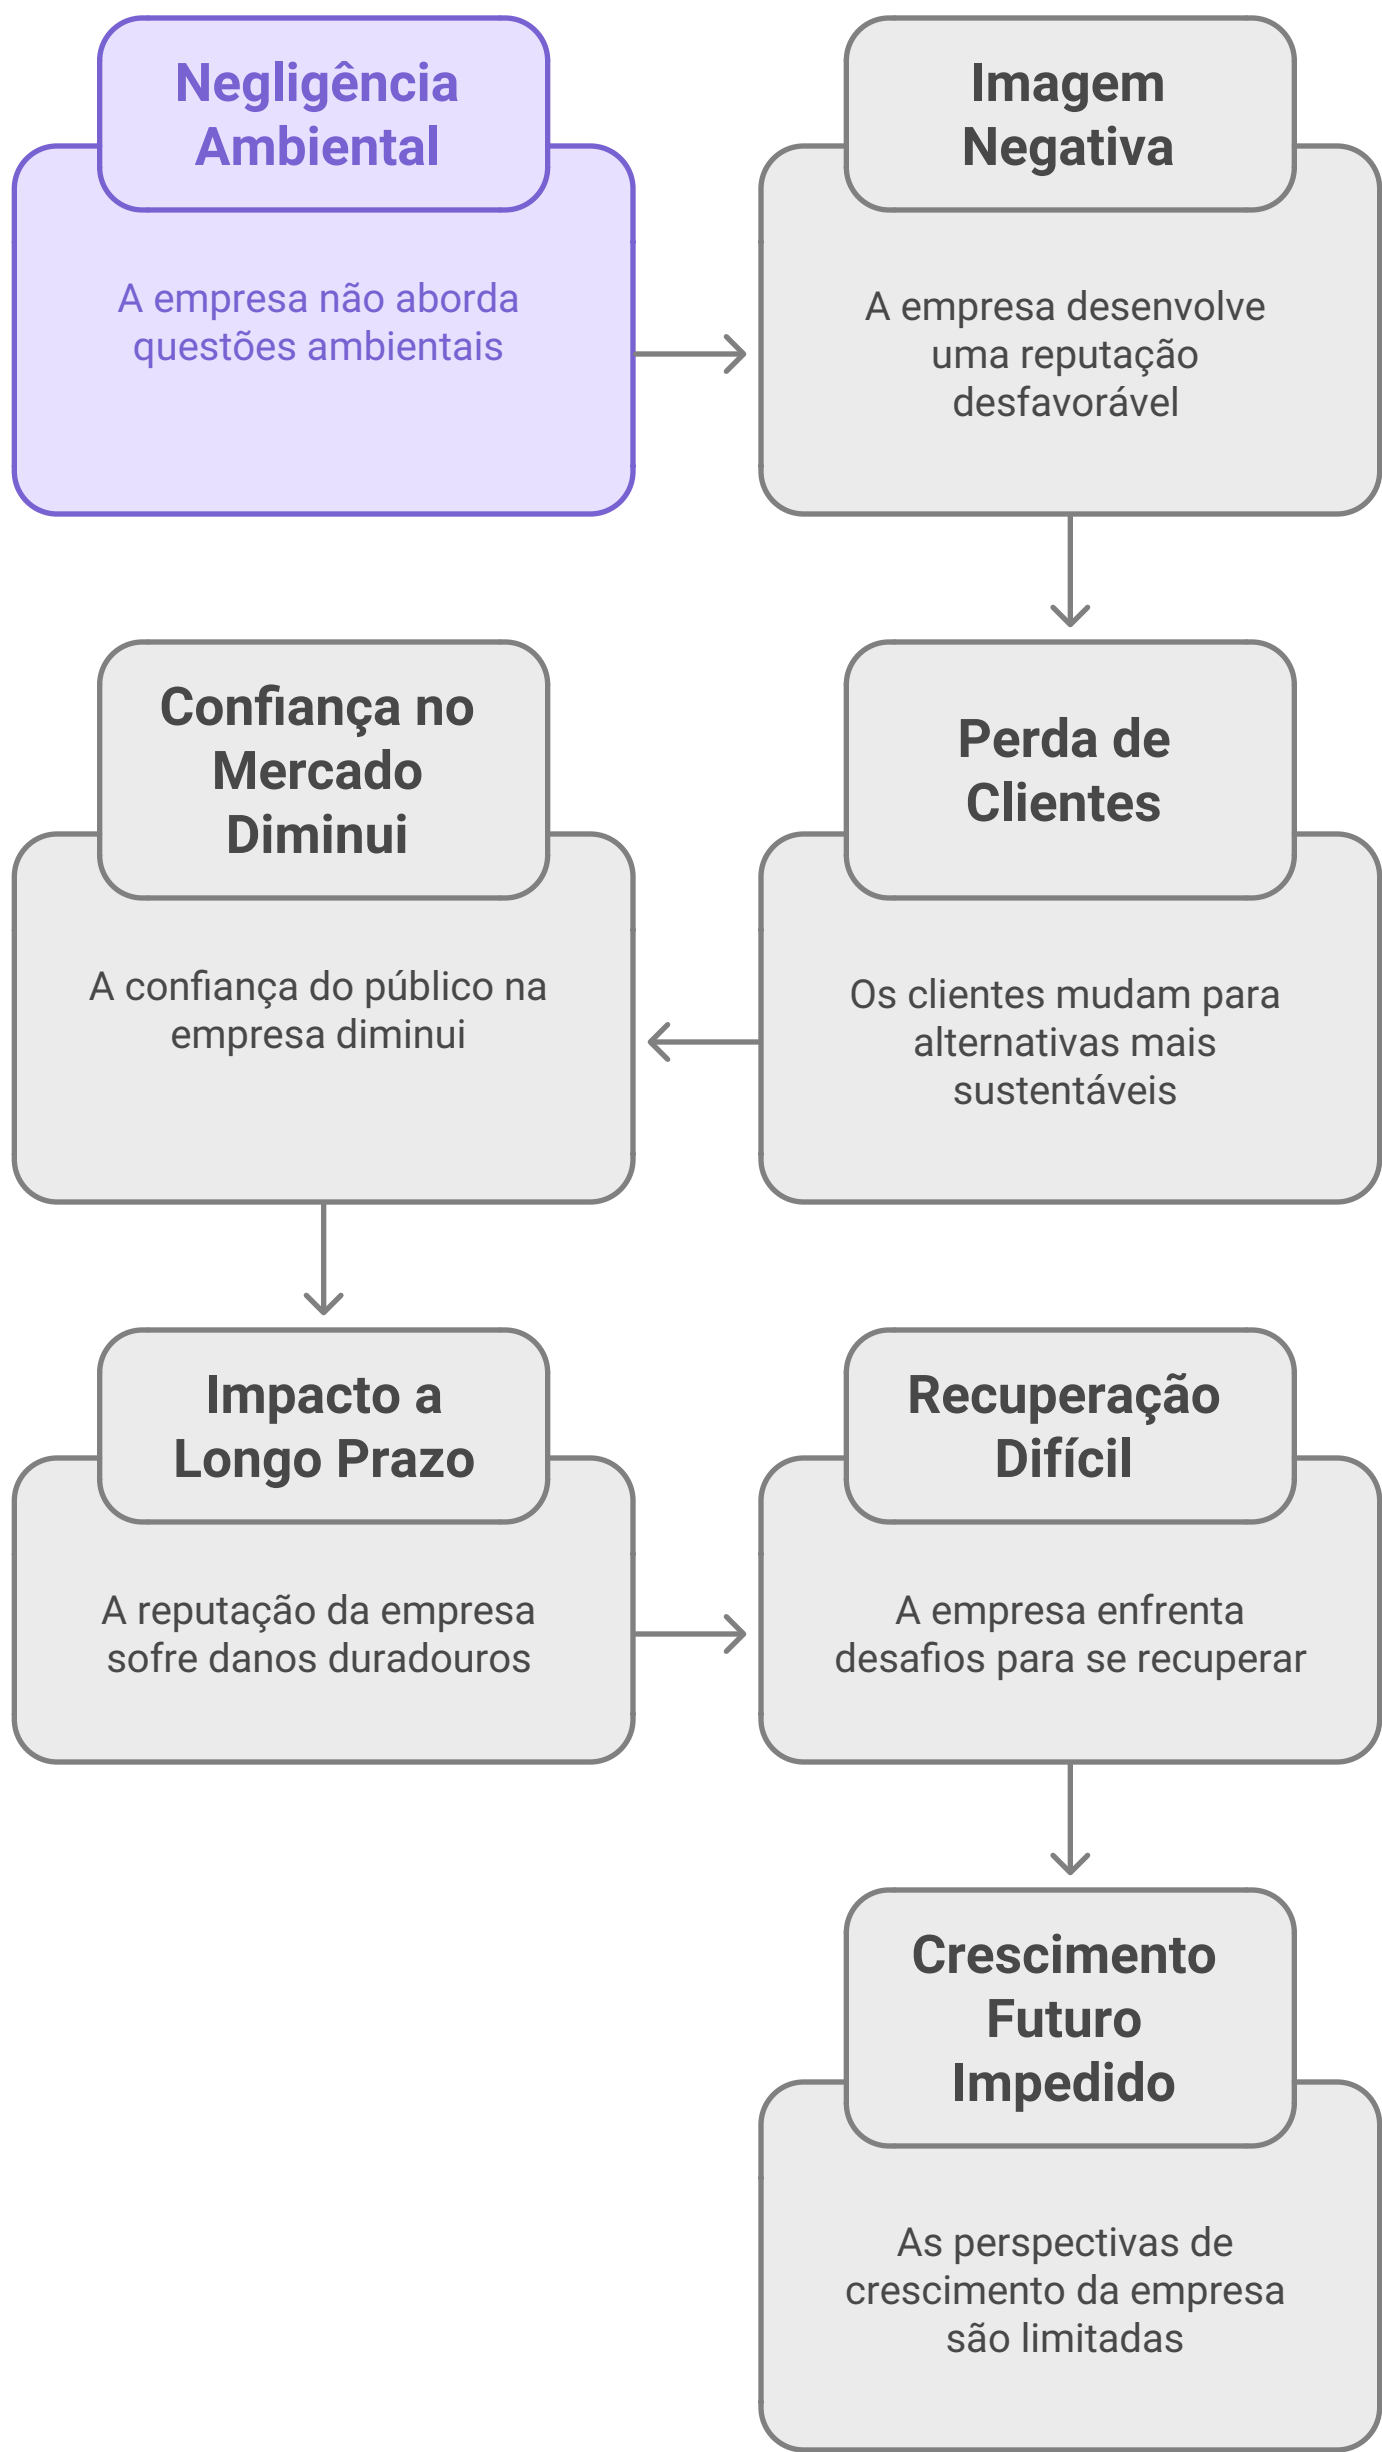 Negligência
Ambiental
A empresa não aborda
questões ambientais
Imagem
Negativa
A empresa desenvolve
uma reputação
desfavorável
Perda de
Clientes
Os clientes mudam para
alternativas mais
sustentáveis
Confiança no
Mercado
Diminui
A confiança do público na
empresa diminui
Impacto a
Longo Prazo
A reputação da empresa
sofre danos duradouros
Recuperação
Difícil
A empresa enfrenta
desafios para se recuperar
Crescimento
Futuro
Impedido
As perspectivas de
crescimento da empresa
são limitadas